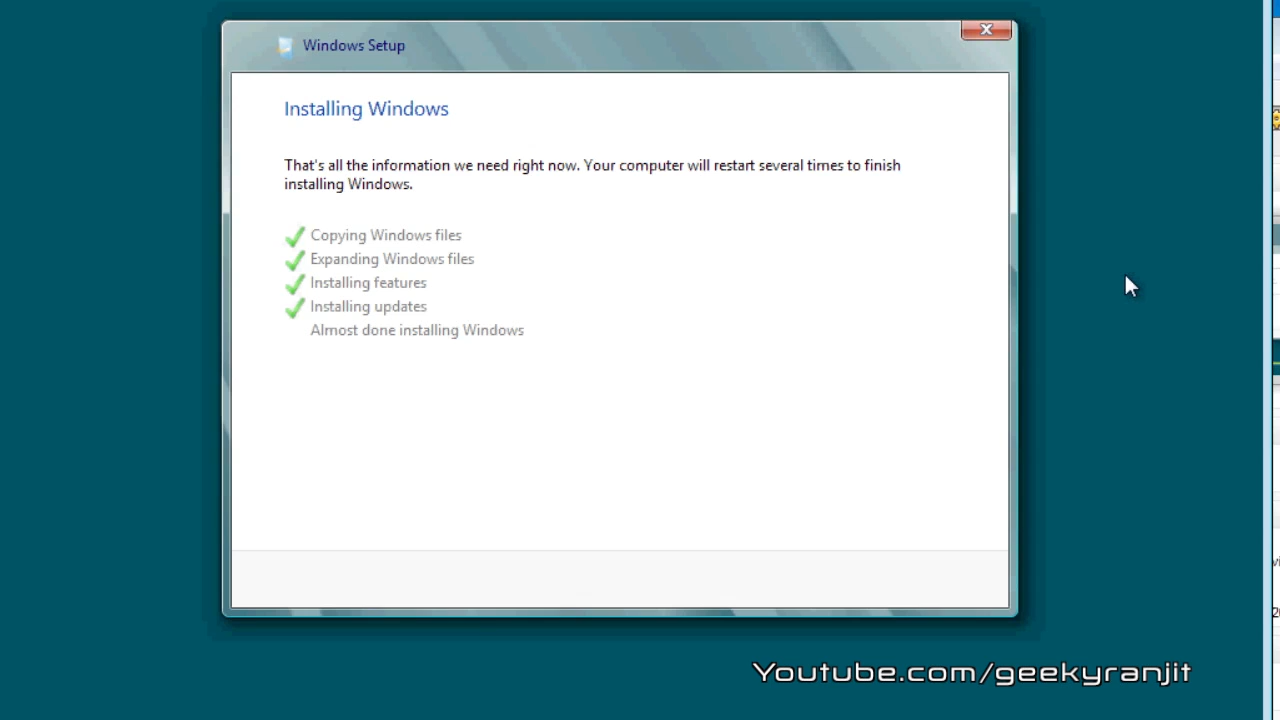 Windows Setup
Installing Windows
That's all the information we need right now. Your computer will restart several times to finish
installing Windows.
Copying Windows files
Expanding Windows files
Installing features
Installing updates
Almost done installing Windows
Youtube.com/geekyranjit